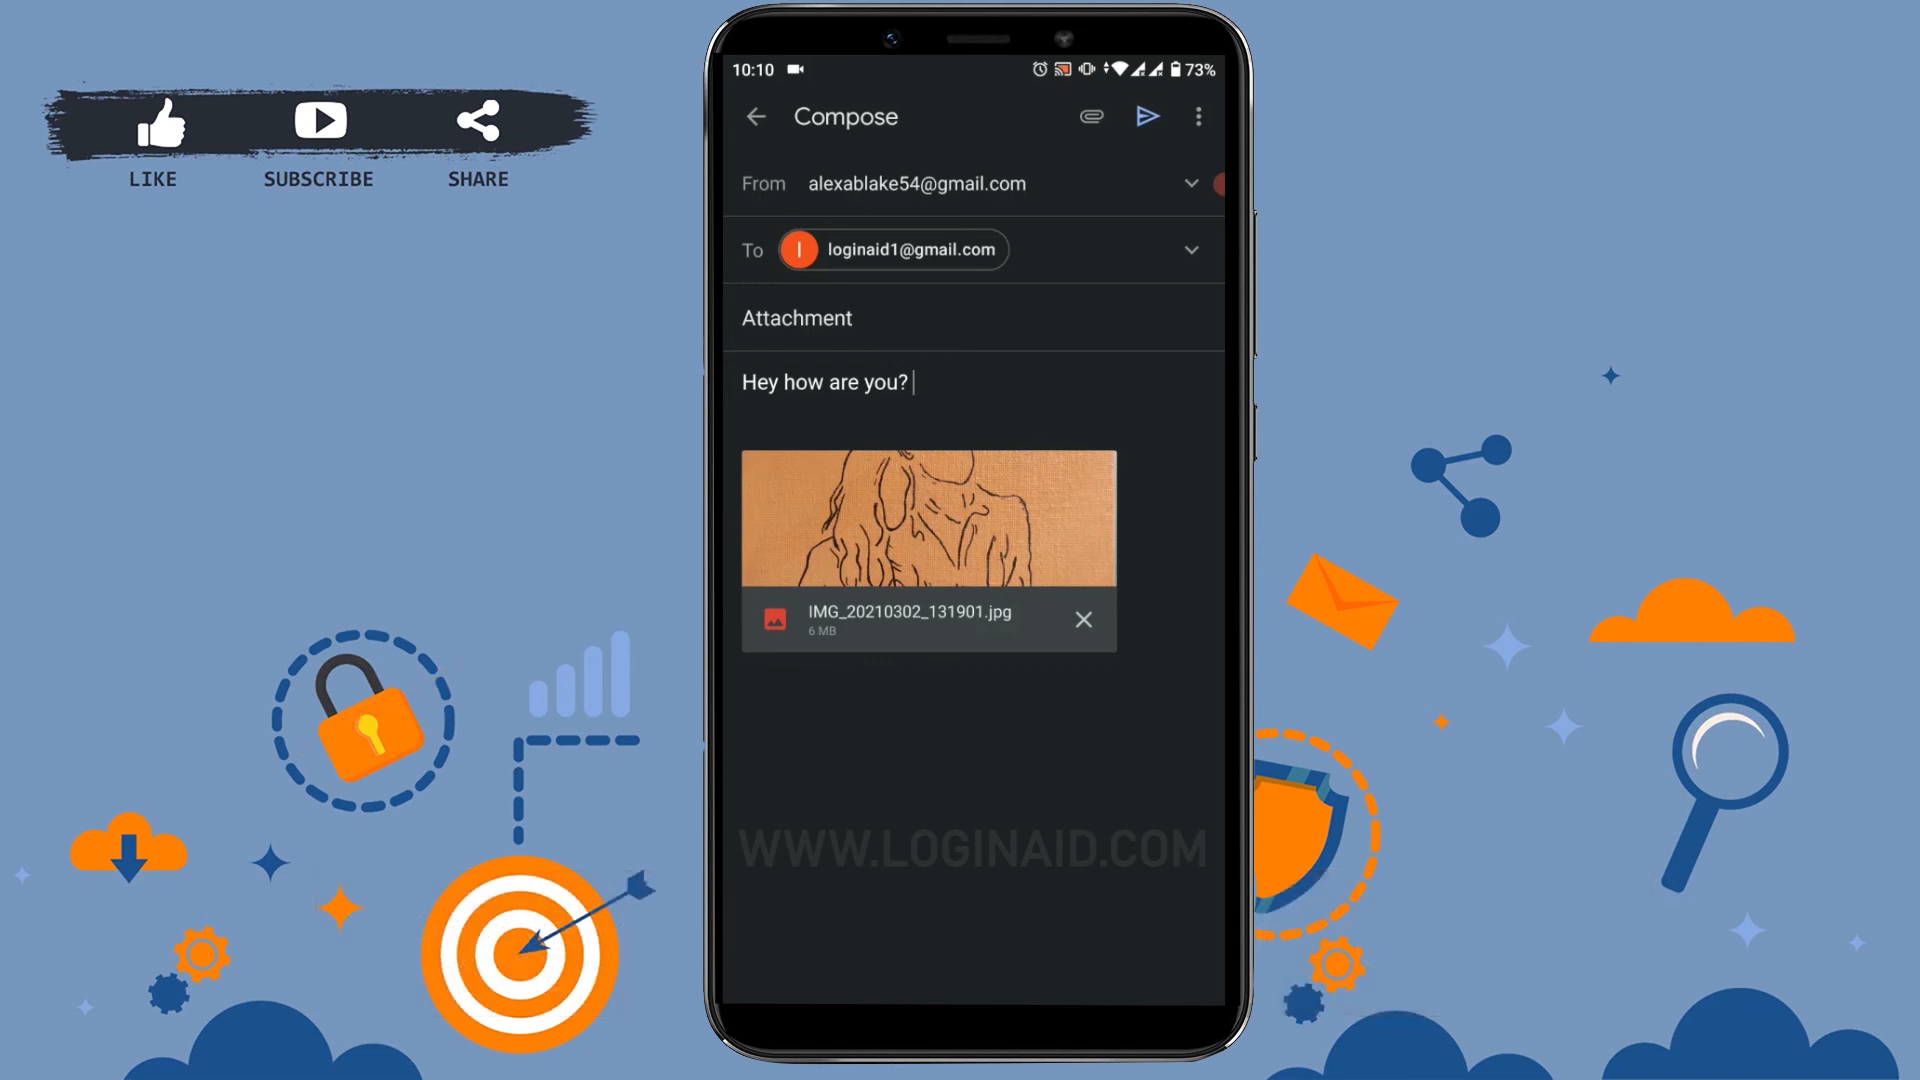 LIKE
SUBSCRIBE
SHARE
10:10
73%
Compose
From alexablake54@gmail.com
To l loginaid1@gmail.com
Attachment
Hey how are you?
IMG_20210302_131901.jpg
6 MB
WWW.LOGINAID.COM